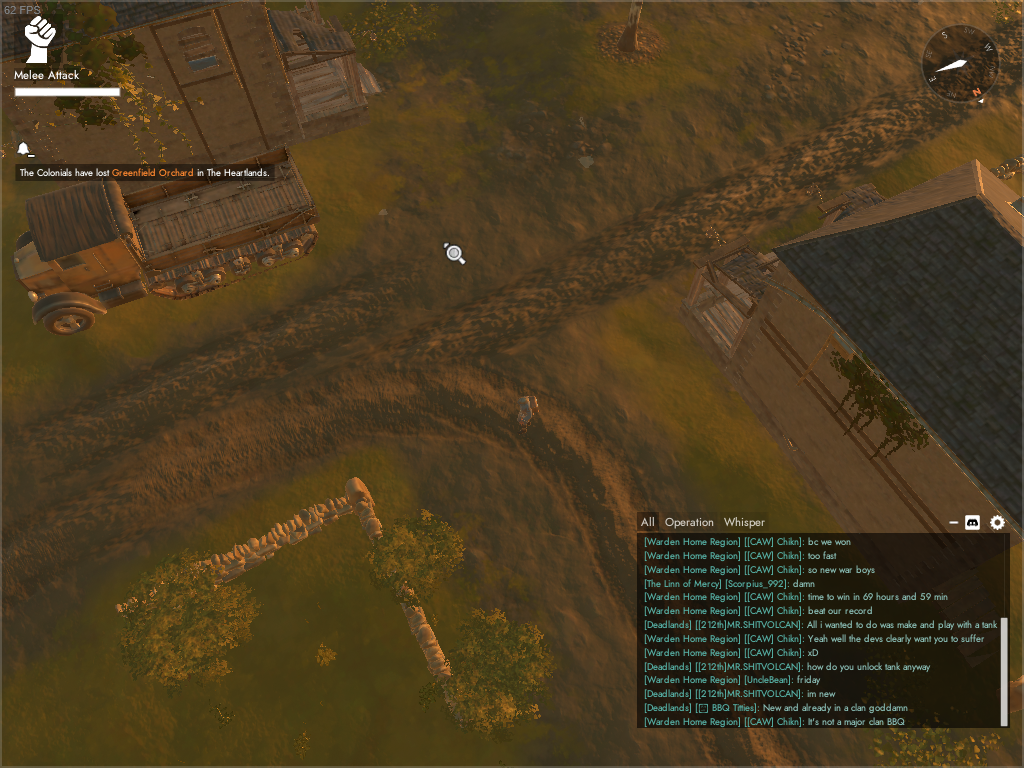 62 FPS
Melee Attack
S
W
E
N
The Colonials have lost Greenfield Orchard in The Heartlands.
All Operation Whisper
[Warden Home Region] [[CAW] Chikn]: bc we won
[Warden Home Region] [[CAW] Chikn]: too fast
[Warden Home Region] [[CAW] Chikn]: so new war boys
[The Linn of Mercy] [Scorpius_992]: damn
[Warden Home Region] [[CAW] Chikn]: time to win in 69 hours and 59 min
[Warden Home Region] [[CAW] Chikn]: beat our record
[Deadlands] [[212th]MR.SHITVOLCAN]: All i wanted to do was make and play with a tank
[Warden Home Region] [[CAW] Chikn]: Yeah well the devs clearly want you to suffer
[Warden Home Region] [[CAW] Chikn]: xD
[Deadlands] [[212th]MR.SHITVOLCAN]: how do you unlock tank anyway
[Warden Home Region] [UncleBean]: friday
[Deadlands] [[212th]MR.SHITVOLCAN]: im new
[Deadlands] [ BBQ Titties]: New and already in a clan goddamn
[Warden Home Region] [[CAW] Chikn]: It's not a major clan BBQ